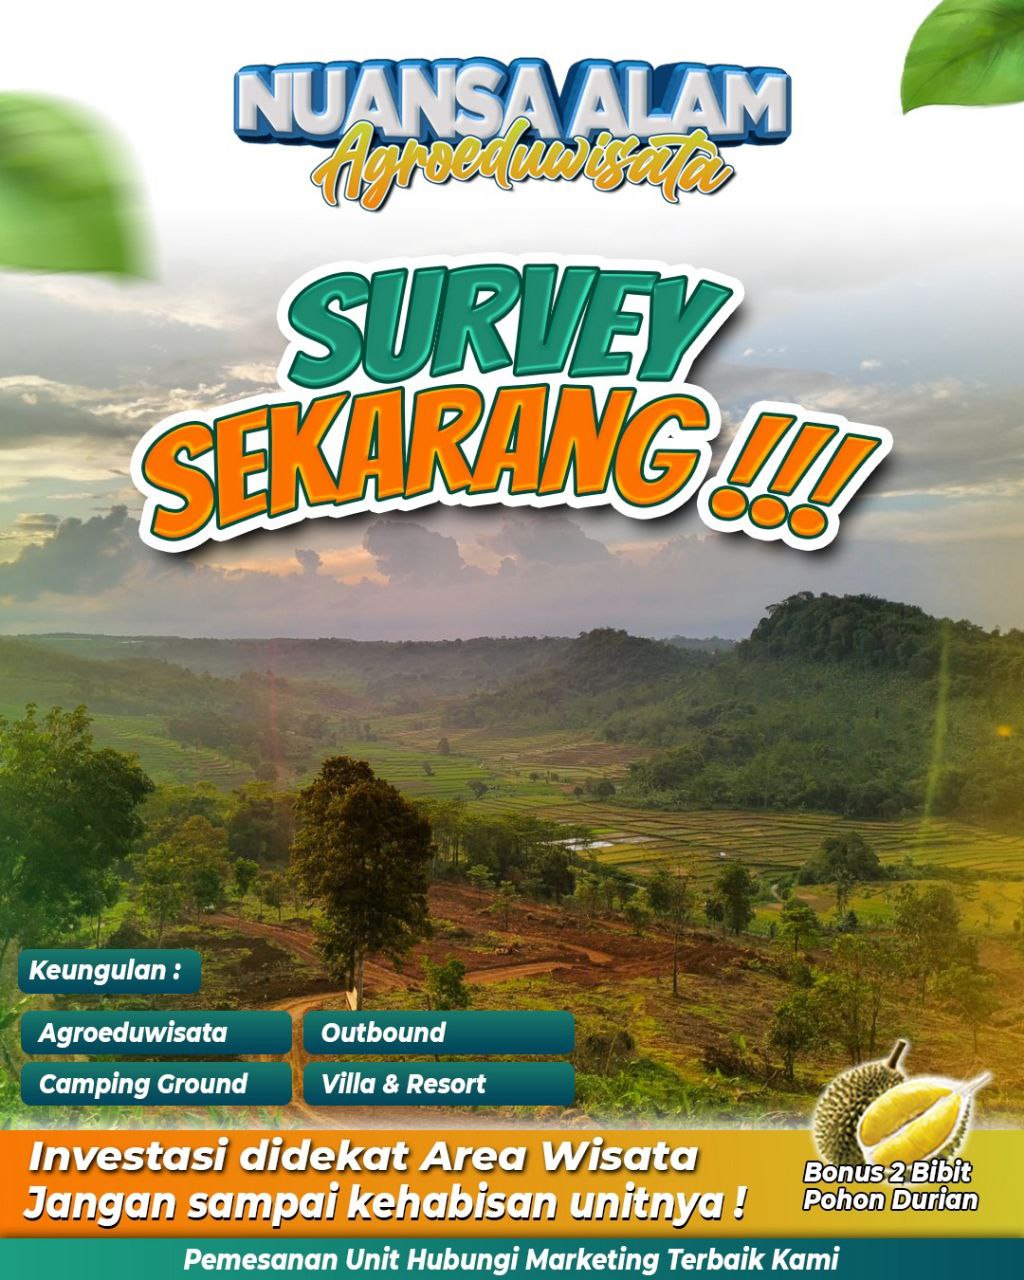 NUANSA ALAM
Agroeduwisata
SURVEY
SEKARANG !!!
Keungulan :
Agroeduwisata
Outbound
Camping Ground
Villa & Resort
Investasi didekat Area Wisata
Jangan sampai kehabisan unitnya !
Bonus 2 Bibit
Pohon Durian
Pemesanan Unit Hubungi Marketing Terbaik Kami